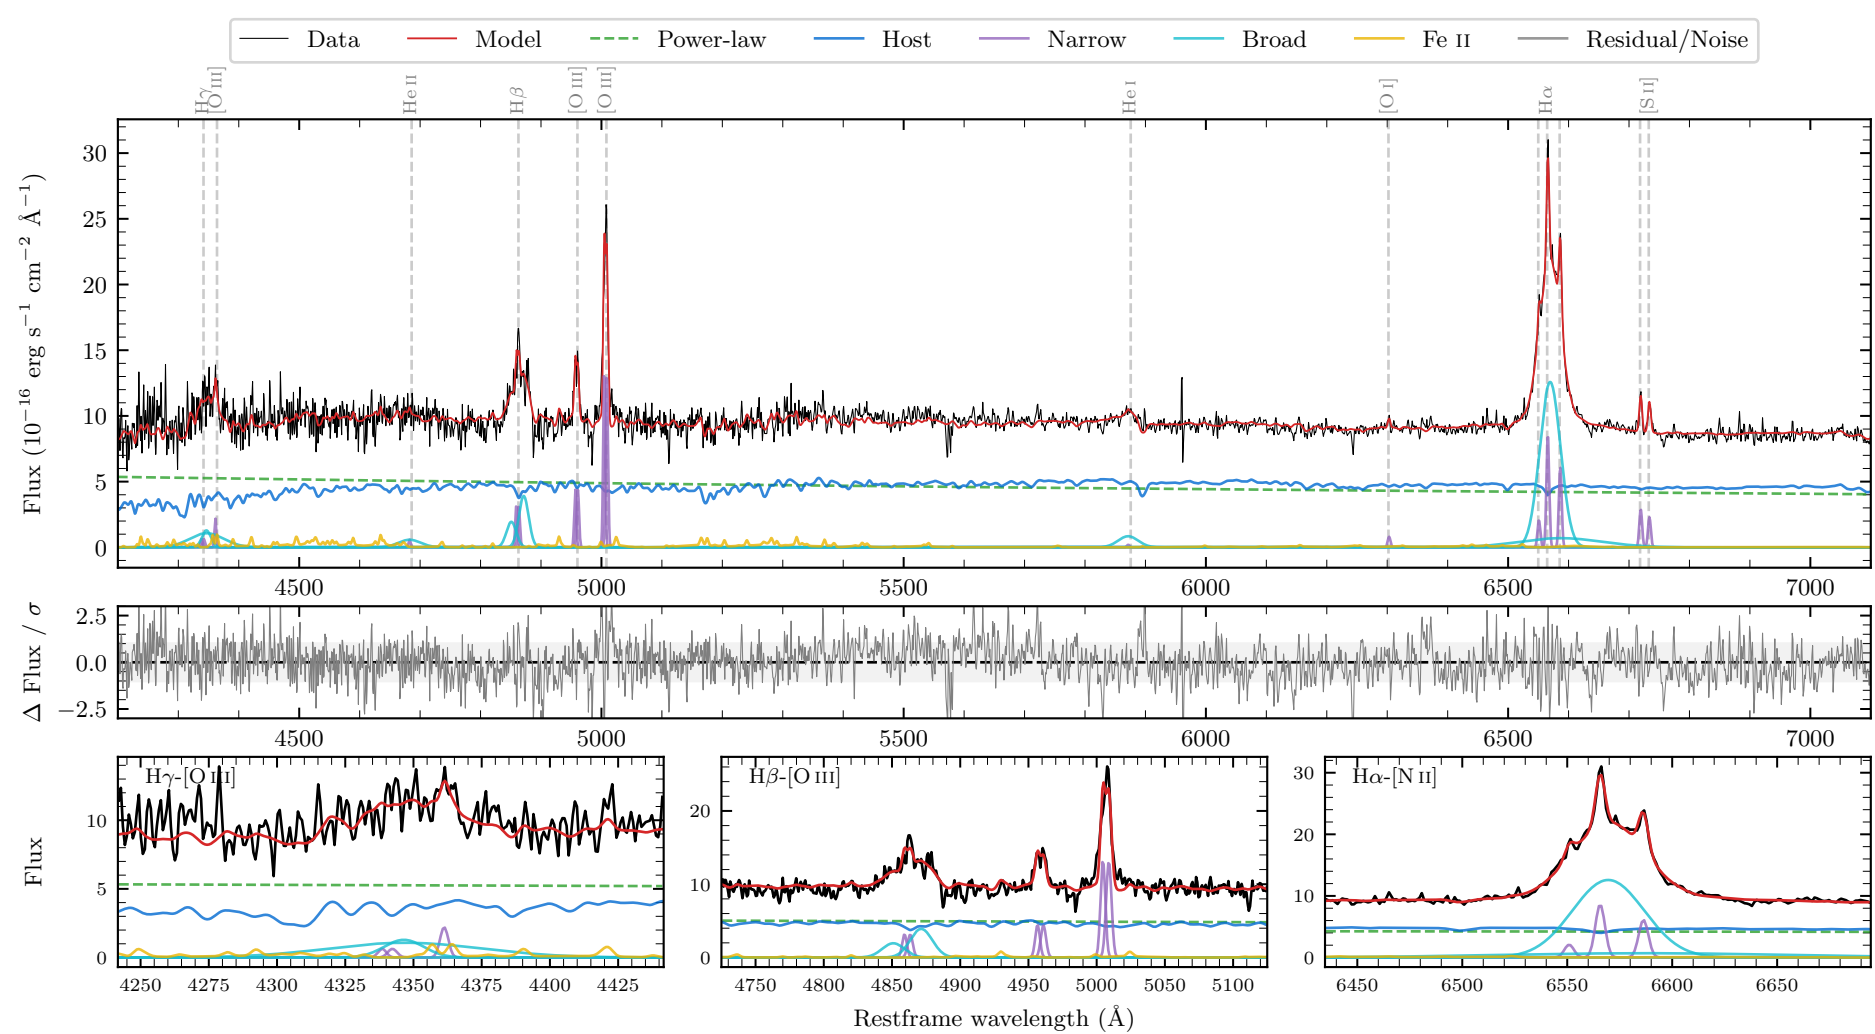 Data Model Power-law Host Narrow Broad Fe II Residual/Noise
Hγ [O III] He II Hβ [O III] [O III] He I [O I] Hα [S II]
Flux (10⁻¹⁶ erg s⁻¹ cm⁻² Å⁻¹)
30
25
20
15
10
5
0
4500 5000 5500 6000 6500 7000
Δ Flux / σ
2.5
0.0
−2.5
4500 5000 5500 6000 6500 7000
Flux
Hγ-[O III]
10
5
0
4250 4275 4300 4325 4350 4375 4400 4425
Hβ-[O III]
20
10
0
4750 4800 4850 4900 4950 5000 5050 5100
Hα-[N II]
30
20
10
0
6450 6500 6550 6600 6650
Restframe wavelength (Å)